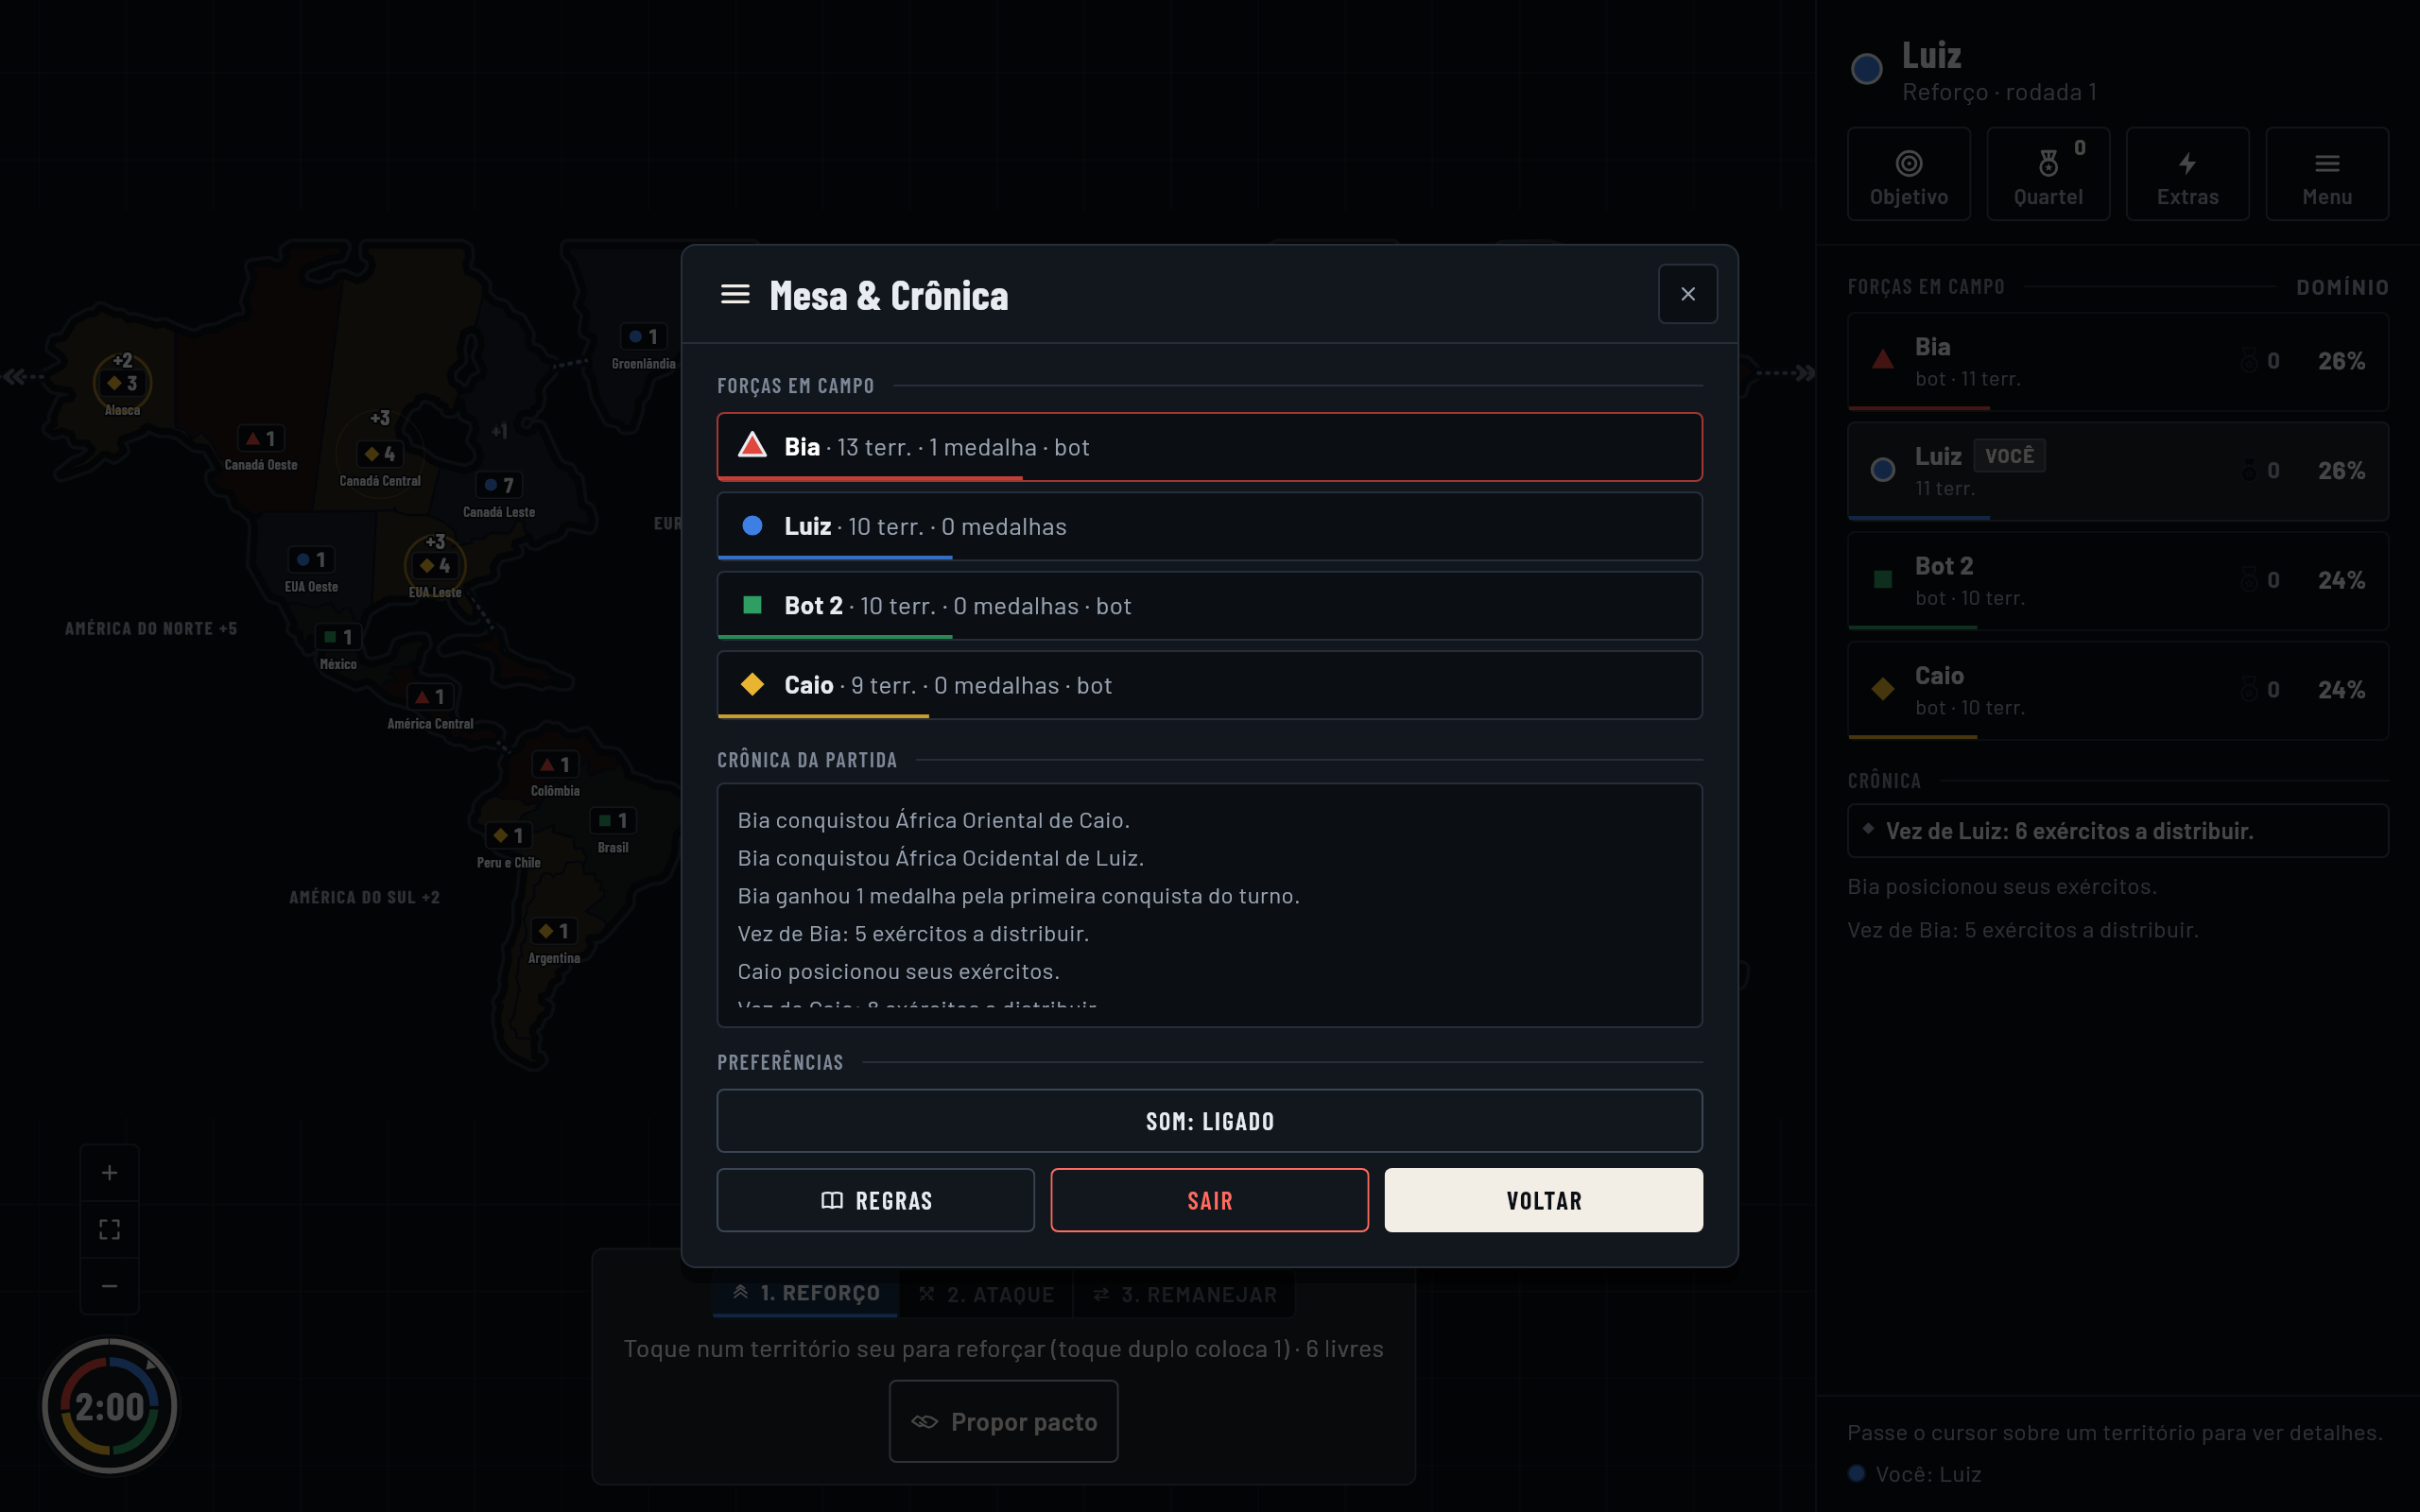 Luiz
Reforço · rodada 1
Objetivo
0
Quartel
Extras
Menu
FORÇAS EM CAMPO
DOMÍNIO
Bia
bot · 11 terr.
0
26%
Luiz VOCÊ
11 terr.
0
26%
Bot 2
bot · 10 terr.
0
24%
Caio
bot · 10 terr.
0
24%
CRÔNICA
Vez de Luiz: 6 exércitos a distribuir.
Bia posicionou seus exércitos.
Vez de Bia: 5 exércitos a distribuir.
Passe o cursor sobre um território para ver detalhes.
Você: Luiz
Mesa & Crônica
FORÇAS EM CAMPO
Bia · 13 terr. · 1 medalha · bot
Luiz · 10 terr. · 0 medalhas
Bot 2 · 10 terr. · 0 medalhas · bot
Caio · 9 terr. · 0 medalhas · bot
CRÔNICA DA PARTIDA
Bia conquistou África Oriental de Caio.
Bia conquistou África Ocidental de Luiz.
Bia ganhou 1 medalha pela primeira conquista do turno.
Vez de Bia: 5 exércitos a distribuir.
Caio posicionou seus exércitos.
Vez de Caio: 8 exércitos a distribuir.
PREFERÊNCIAS
SOM: LIGADO
REGRAS
SAIR
VOLTAR
+2
3
Alasca
1
Canadá Oeste
+3
4
Canadá Central
+1
7
Canadá Leste
1
Groenlândia
EUR
1
EUA Oeste
+3
4
EUA Leste
AMÉRICA DO NORTE +5
1
México
1
América Central
1
Colômbia
1
Brasil
1
Peru e Chile
AMÉRICA DO SUL +2
1
Argentina
+
−
2:00
1. REFORÇO
2. ATAQUE
3. REMANEJAR
Toque num território seu para reforçar (toque duplo coloca 1) · 6 livres
Propor pacto